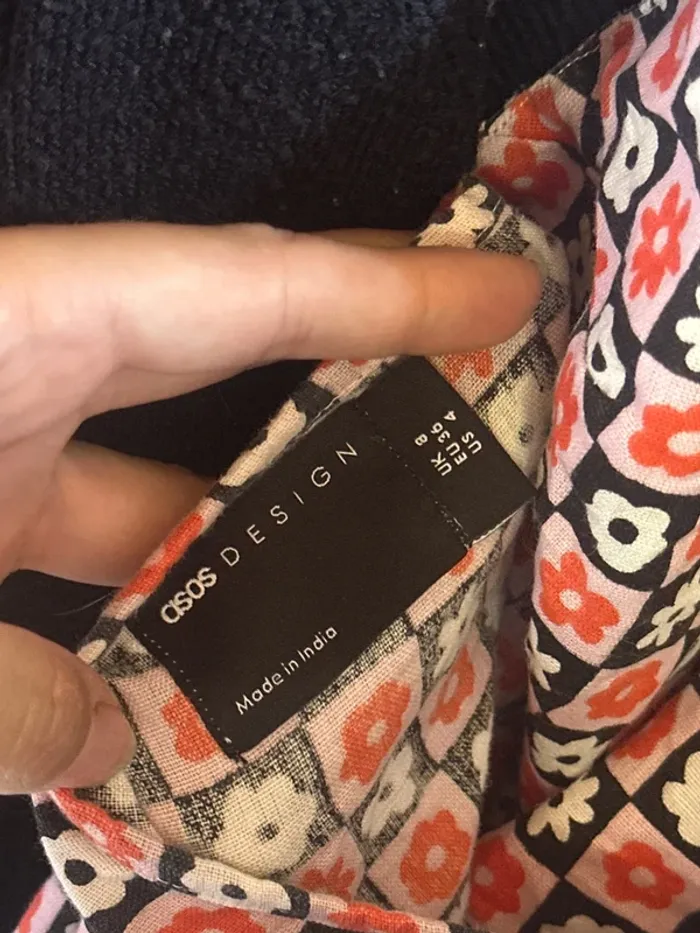 asos DESIGN
Made in India
UK 8
EU 36
US 4